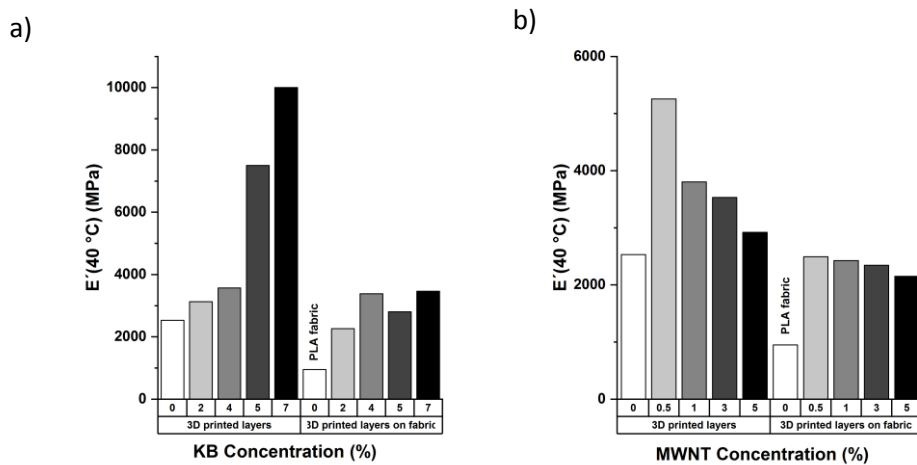 a)
10000
8000
6000
4000
2000
0
E´(40 °C) (MPa)
PLA fabric
0 2 4 5 7 0 2 4 5 7
3D printed layers 3D printed layers on fabric
KB Concentration (%)
b)
6000
4000
2000
0
E´(40 °C) (MPa)
PLA fabric
0 0.5 1 3 5 0 0.5 1 3 5
3D printed layers 3D printed layers on fabric
MWNT Concentration (%)